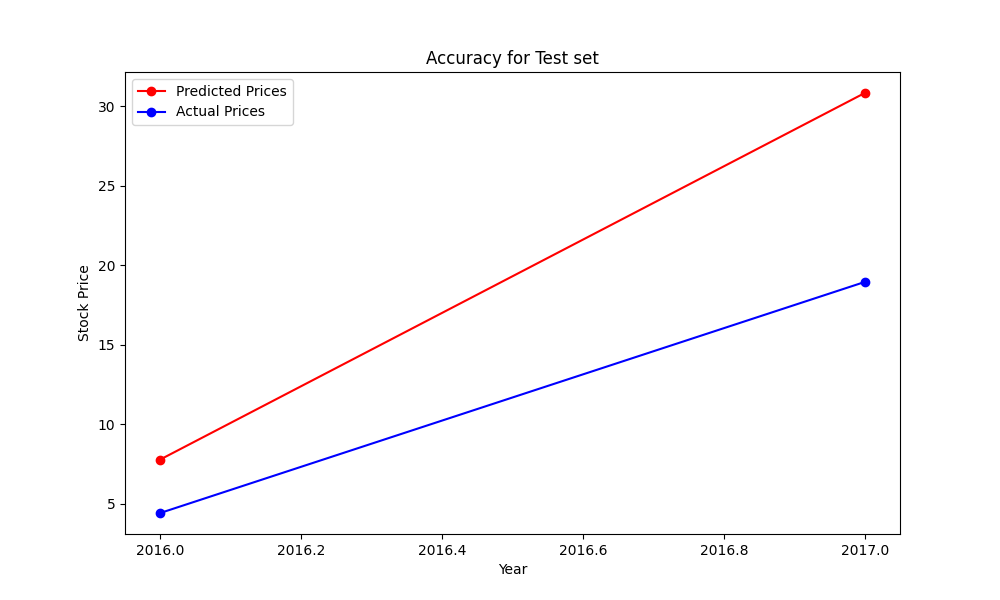 Accuracy for Test set
Predicted Prices
Actual Prices
30
25
20
15
10
5
Stock Price
2016.0 2016.2 2016.4 2016.6 2016.8 2017.0
Year